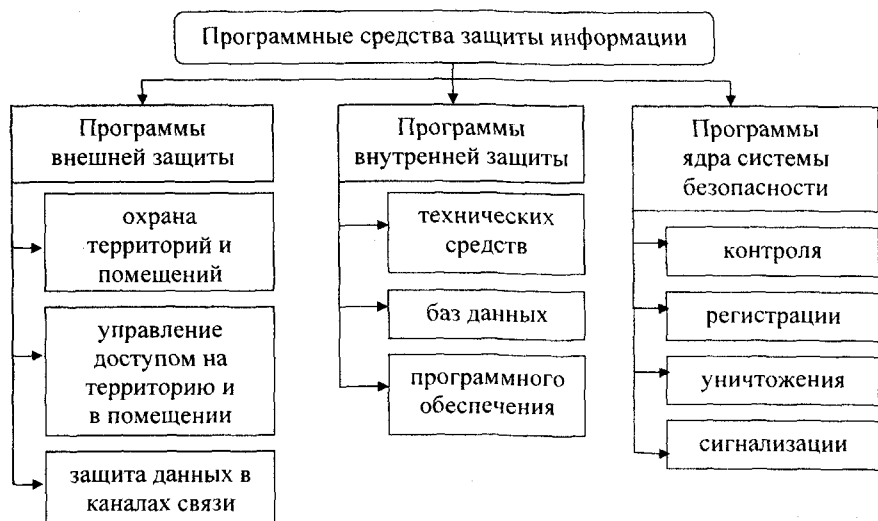 Программные средства защиты информации
Программы
внешней защиты
охрана
территорий и
помещений
управление
доступом на
территорию и
в помещении
защита данных в
каналах связи
Программы
внутренней защиты
технических
средств
баз данных
программного
обеспечения
Программы
ядра системы
безопасности
контроля
регистрации
уничтожения
сигнализации